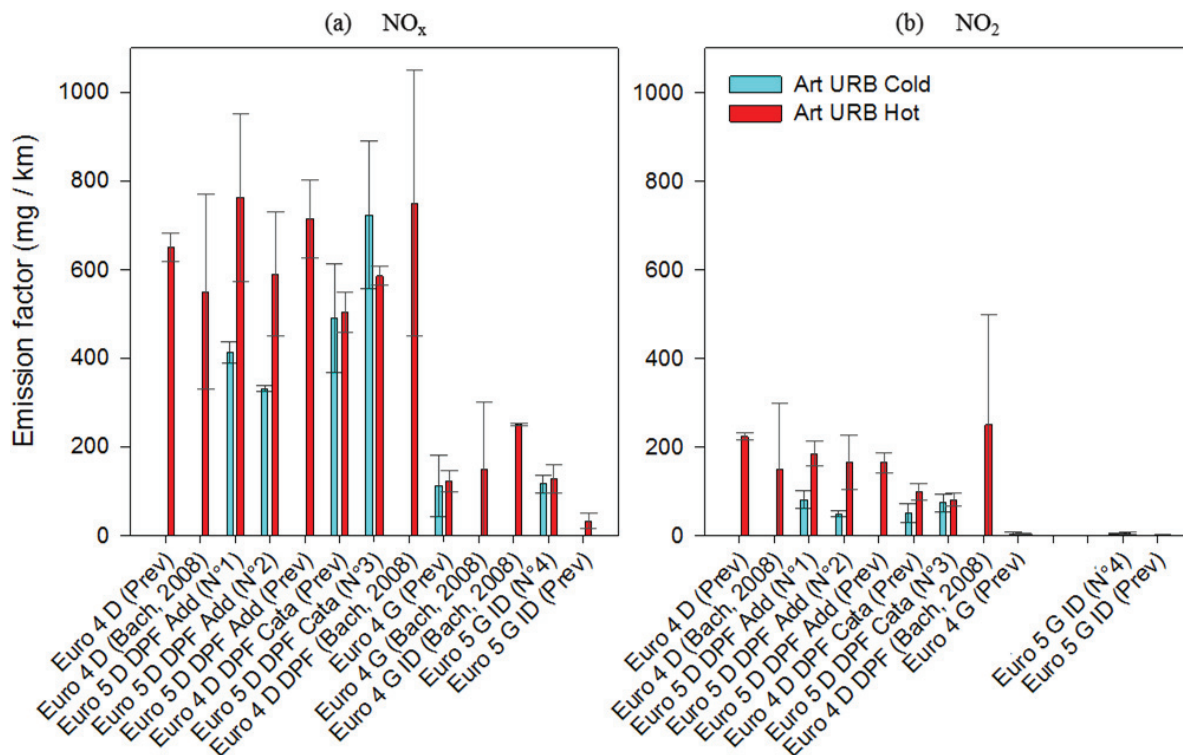 (a) NOx
(b) NO2
Emission factor (mg / km)
1000
800
600
400
200
0
Euro 4 D (Prev)
Euro 4 D (Bach, 2008)
Euro 5 D DPF Add (N°1)
Euro 5 D DPF Add (N°2)
Euro 5 D DPF Add (Prev)
Euro 4 D DPF Cata (Prev)
Euro 5 D DPF Cata (N°3)
Euro 4 D DPF (Bach, 2008)
Euro 4 G (Prev)
Euro 4 G (Bach, 2008)
Euro 4 G ID (Bach, 2008)
Euro 5 G ID (N°4)
Euro 5 G ID (Prev)
Art URB Cold
Art URB Hot
1000
800
600
400
200
0
Euro 4 D (Prev)
Euro 4 D (Bach, 2008)
Euro 5 D DPF Add (N°1)
Euro 5 D DPF Add (N°2)
Euro 5 D DPF Add (Prev)
Euro 4 D DPF Cata (Prev)
Euro 5 D DPF Cata (N°3)
Euro 4 D DPF (Bach, 2008)
Euro 4 G (Prev)
Euro 5 G ID (N°4)
Euro 5 G ID (Prev)